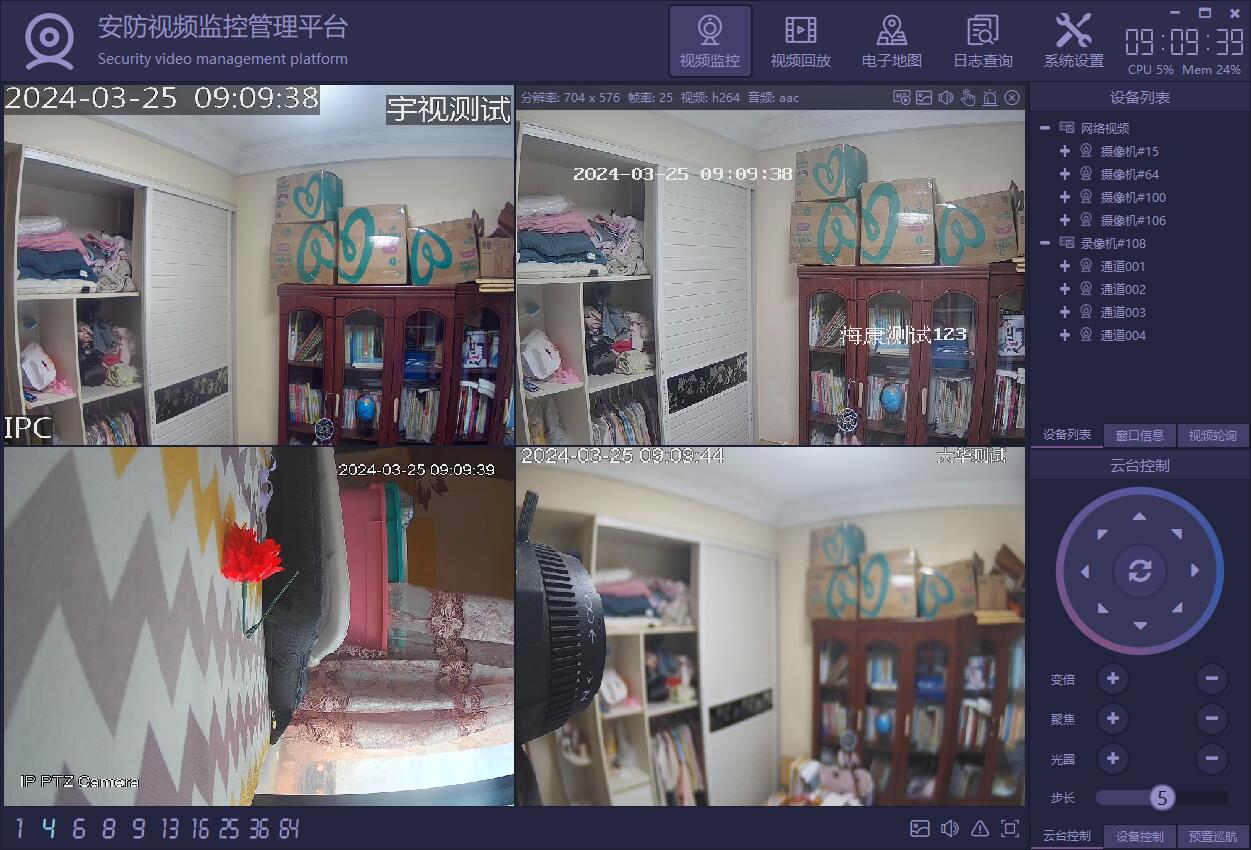 安防视频监控管理平台
Security video management platform
视频监控
视频回放
电子地图
日志查询
系统设置
09:09:39
CPU 5% Mem 24%
2024-03-25 09:09:38
宇视测试
IPC
分辨率: 704 x 576 帧率: 25 视频: h264 音频: aac
2024-03-25 09:09:38
海康测试123
2024-03-25 09:09:39
IP PTZ Camera
2024-03-25 09:09:44
大华测试
设备列表
网络视频
摄像机#15
摄像机#64
摄像机#100
摄像机#106
录像机#108
通道001
通道002
通道003
通道004
设备列表 窗口信息 视频轮询
云台控制
变倍
聚焦
光圈
步长 5
云台控制 设备控制 预置巡航
1 4 6 8 9 13 16 25 36 64